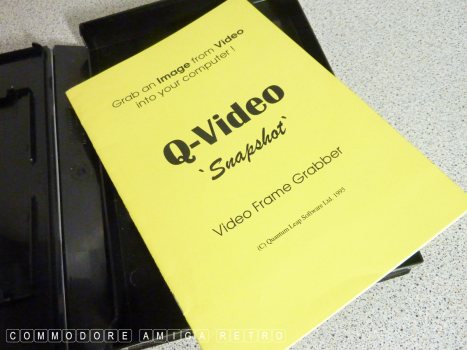 Grab an Image from Video
into your computer !
Q-Video
`Snapshot`
Video Frame Grabber
(C) Quantum Leap Software Ltd. 1995
COMMODORE AMIGA RETRO